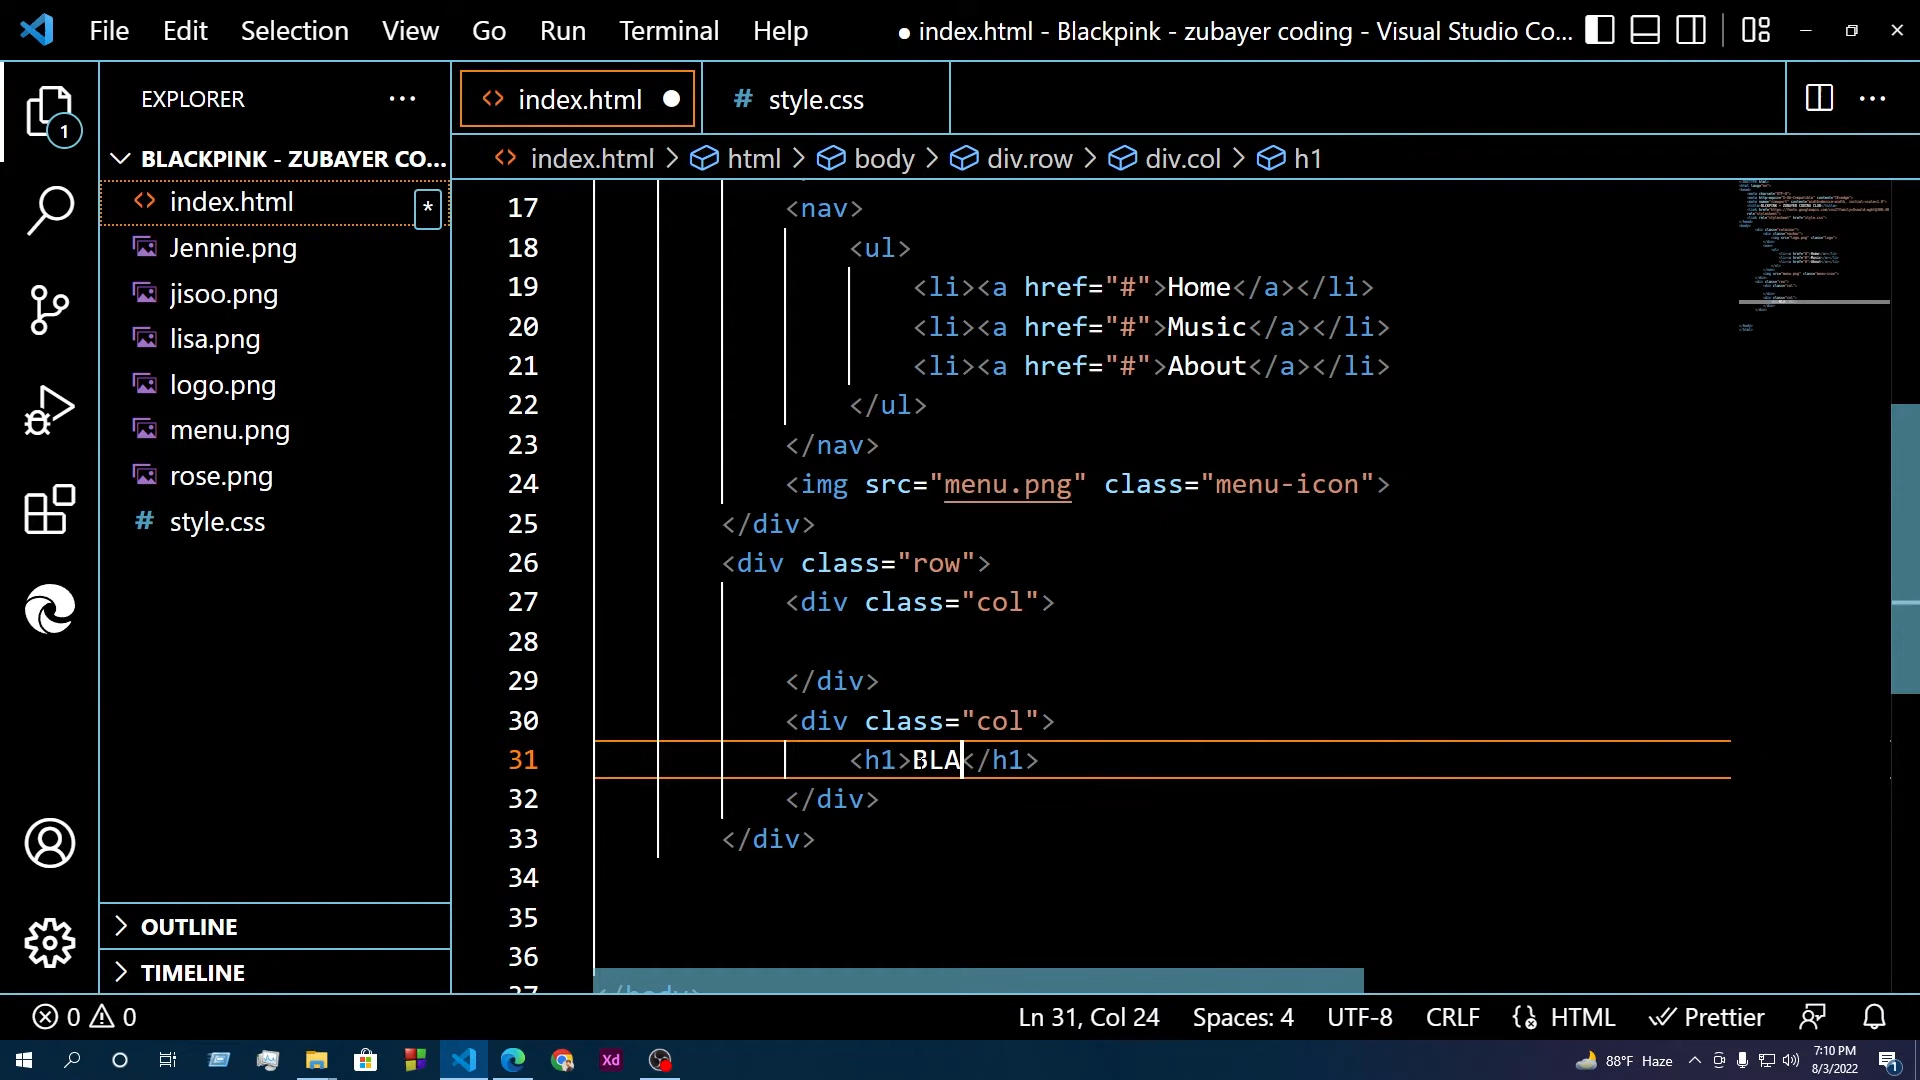 File Edit Selection View Go Run Terminal Help ● index.html - Blackpink - zubayer coding - Visual Studio Co...
EXPLORER
index.html
style.css
1
BLACKPINK - ZUBAYER CO...
index.html html body div.row div.col h1
index.html *
Jennie.png
jisoo.png
lisa.png
logo.png
menu.png
rose.png
style.css
17 <nav>
18 <ul>
19 <li><a href="#">Home</a></li>
20 <li><a href="#">Music</a></li>
21 <li><a href="#">About</a></li>
22 </ul>
23 </nav>
24 <img src="menu.png" class="menu-icon">
25 </div>
26 <div class="row">
27 <div class="col">
28
29 </div>
30 <div class="col">
31 <h1>BLA</h1>
32 </div>
33 </div>
34
35
36
37 </body>
OUTLINE
TIMELINE
0 0 Ln 31, Col 24 Spaces: 4 UTF-8 CRLF HTML Prettier
Xd
88°F Haze
7:10 PM
8/3/2022
1